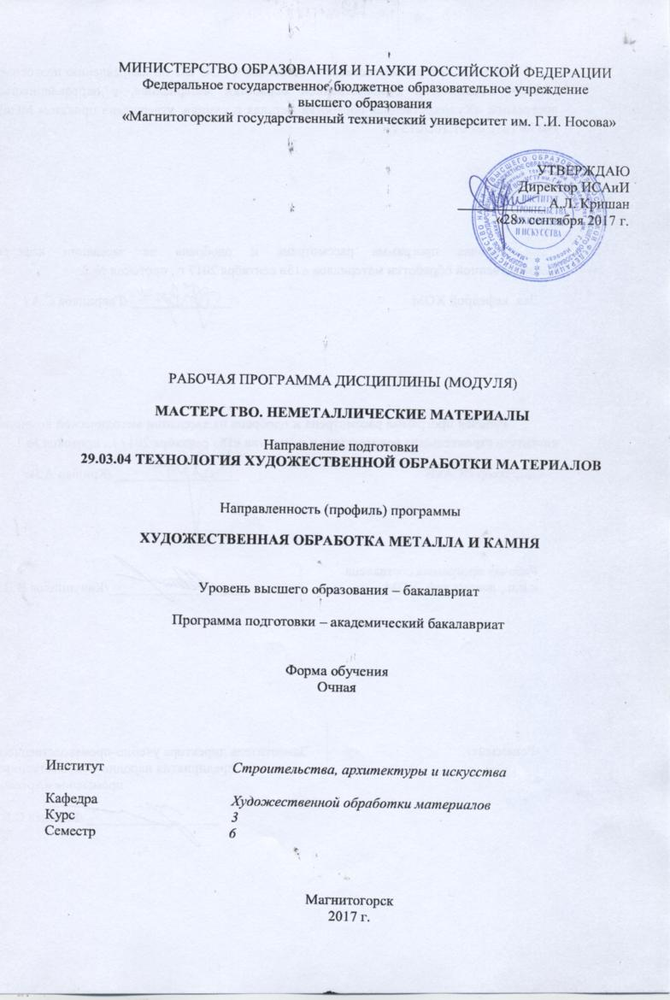 МИНИСТЕРСТВО ОБРАЗОВАНИЯ И НАУКИ РОССИЙСКОЙ ФЕДЕРАЦИИ
Федеральное государственное бюджетное образовательное учреждение
высшего образования
«Магнитогорский государственный технический университет им. Г.И. Носова»
УТВЕРЖДАЮ
Директор ИСАиИ
А.Л. Кришан
«28» сентября 2017 г.
ИНСТИТУТ
СТРОИТЕЛЬСТВА
И ИСКУССТВА
РАБОЧАЯ ПРОГРАММА ДИСЦИПЛИНЫ (МОДУЛЯ)
МАСТЕРСТВО. НЕМЕТАЛЛИЧЕСКИЕ МАТЕРИАЛЫ
Направление подготовки
29.03.04 ТЕХНОЛОГИЯ ХУДОЖЕСТВЕННОЙ ОБРАБОТКИ МАТЕРИАЛОВ
Направленность (профиль) программы
ХУДОЖЕСТВЕННАЯ ОБРАБОТКА МЕТАЛЛА И КАМНЯ
Уровень высшего образования – бакалавриат
Программа подготовки – академический бакалавриат
Форма обучения
Очная
Институт Строительства, архитектуры и искусства
Кафедра Художественной обработки материалов
Курс 3
Семестр 6
Магнитогорск
2017 г.